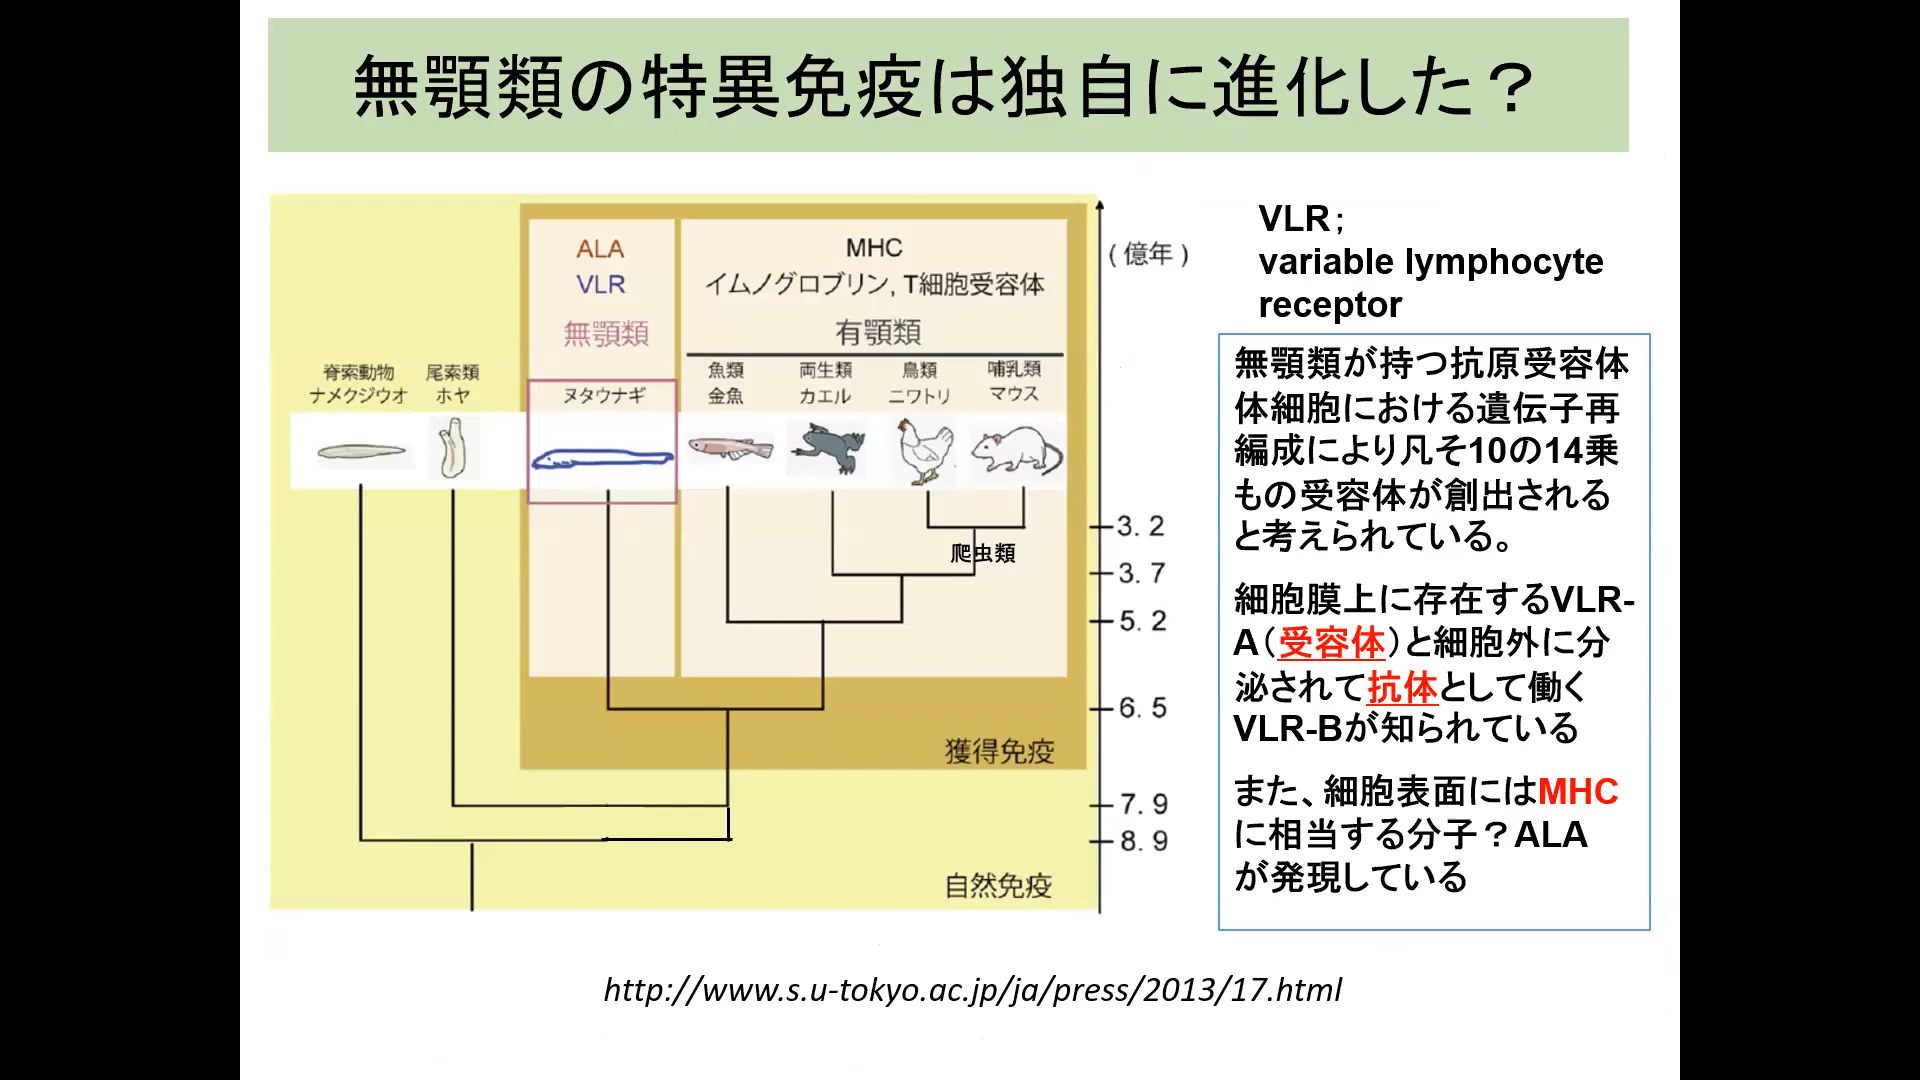 無顎類の特異免疫は独自に進化した？
ALA
VLR
無顎類
MHC
イムノグロブリン, T細胞受容体
有顎類
脊索動物
ナメクジウオ
尾索類
ホヤ
ヌタウナギ
魚類
金魚
両生類
カエル
鳥類
ニワトリ
哺乳類
マウス
爬虫類
獲得免疫
自然免疫
( 億年 )
3. 2
3. 7
5. 2
6. 5
7. 9
8. 9
VLR；
variable lymphocyte
receptor
無顎類が持つ抗原受容体
体細胞における遺伝子再
編成により凡そ10の14乗
もの受容体が創出される
と考えられている。
細胞膜上に存在するVLR-
A（受容体）と細胞外に分
泌されて抗体として働く
VLR-Bが知られている
また、細胞表面にはMHC
に相当する分子？ALA
が発現している
http://www.s.u-tokyo.ac.jp/ja/press/2013/17.html